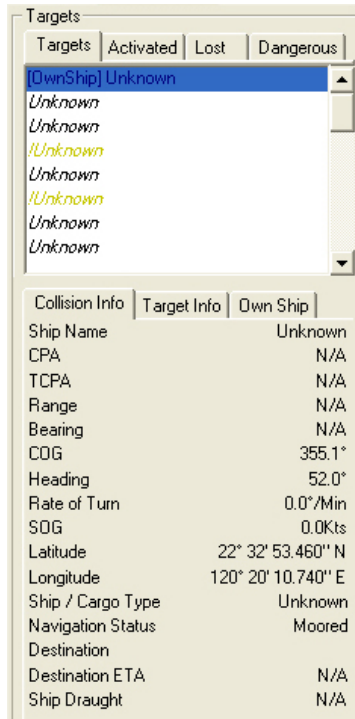 Targets
Targets Activated Lost Dangerous
[OwnShip] Unknown
Unknown
Unknown
!Unknown
Unknown
!Unknown
Unknown
Unknown
Collision Info Target Info Own Ship
Ship Name Unknown
CPA N/A
TCPA N/A
Range N/A
Bearing N/A
COG 355.1°
Heading 52.0°
Rate of Turn 0.0°/Min
SOG 0.0Kts
Latitude 22° 32' 53.460'' N
Longitude 120° 20' 10.740'' E
Ship / Cargo Type Unknown
Navigation Status Moored
Destination
Destination ETA N/A
Ship Draught N/A